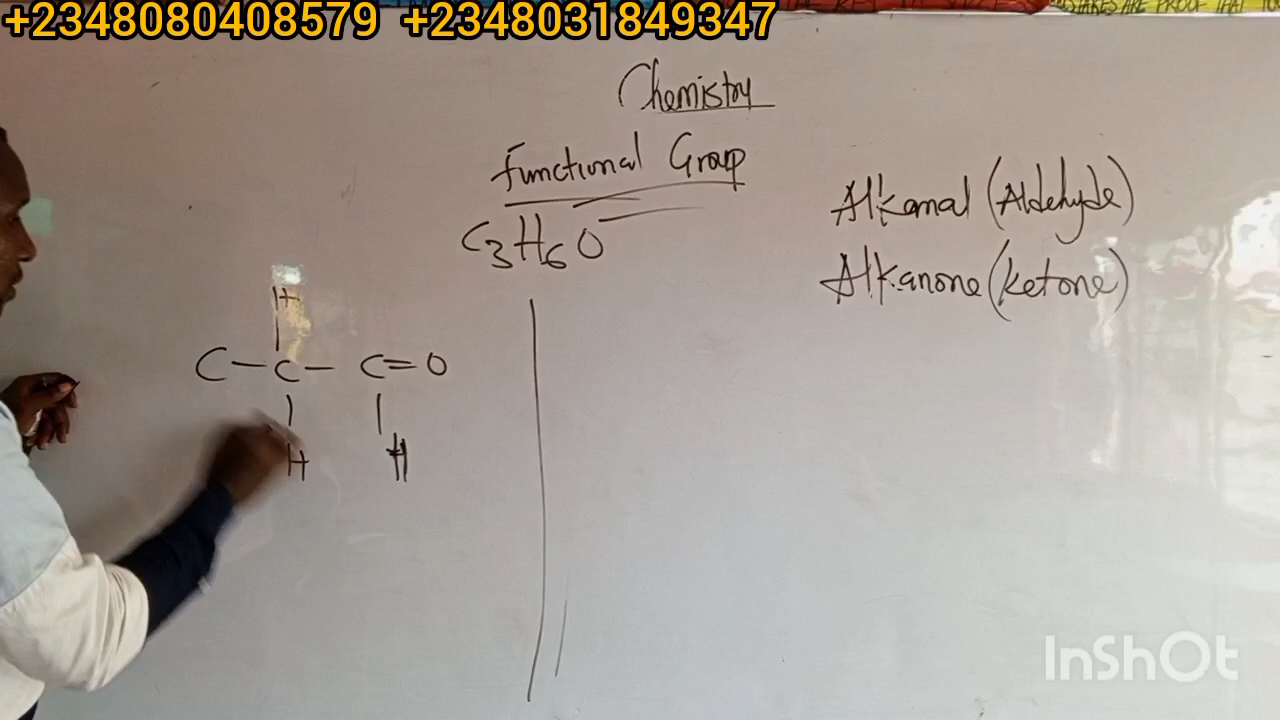 +2348080408579 +2348031849347
Chemistry
Functional Group
C3H6O
Alkanal (Aldehyde)
Alkanone (Ketone)
H
C - C - C = O
H H
InShOt